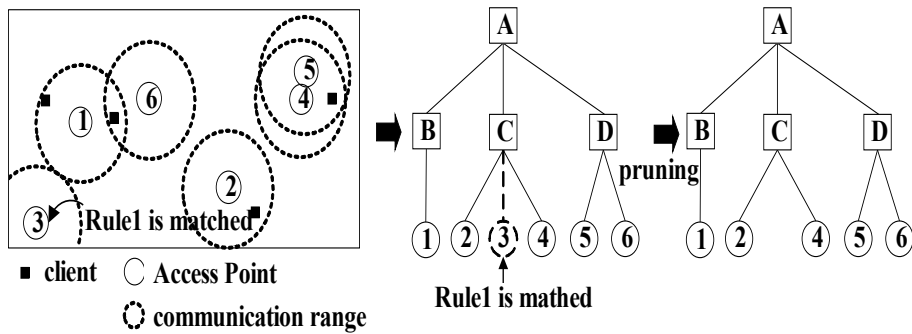 5
4
6
1
2
3
Rule1 is matched
client
Access Point
communication range
A
B C D
1 2 3 4 5 6
Rule1 is mathed
pruning
A
B C D
1 2 4 5 6